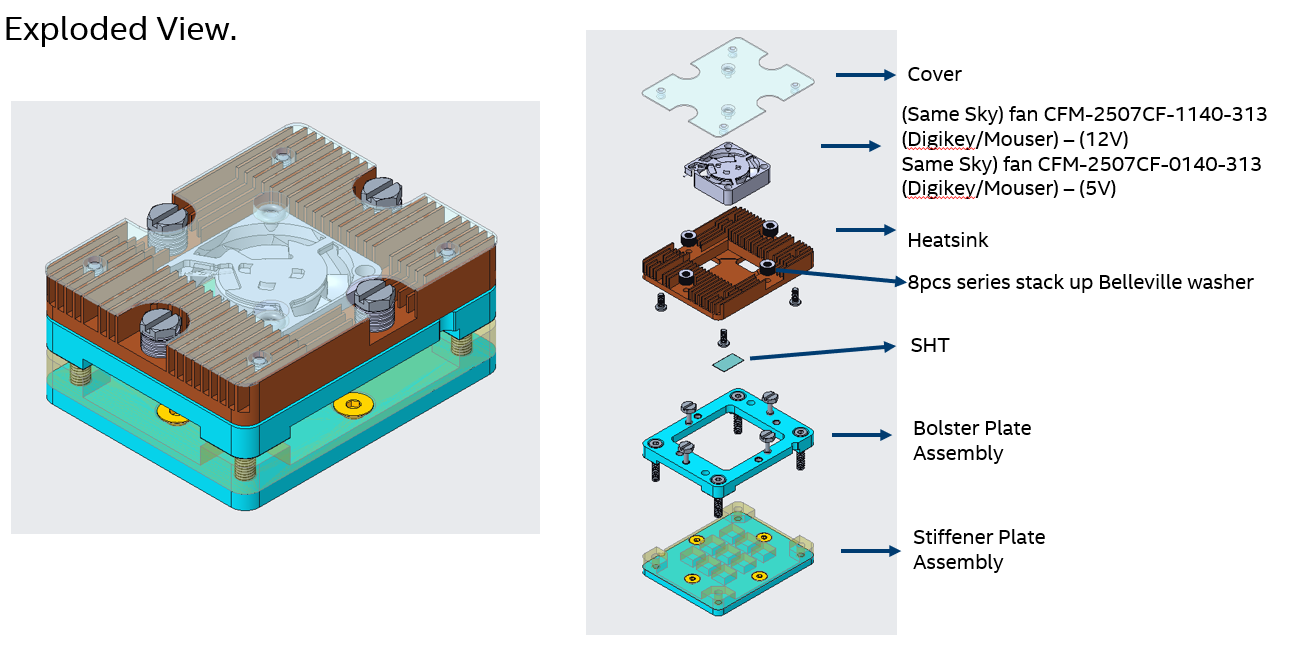 Exploded View.
Cover
(Same Sky) fan CFM-2507CF-1140-313
(Digikey/Mouser) – (12V)
Same Sky) fan CFM-2507CF-0140-313
(Digikey/Mouser) – (5V)
Heatsink
8pcs series stack up Belleville washer
SHT
Bolster Plate
Assembly
Stiffener Plate
Assembly